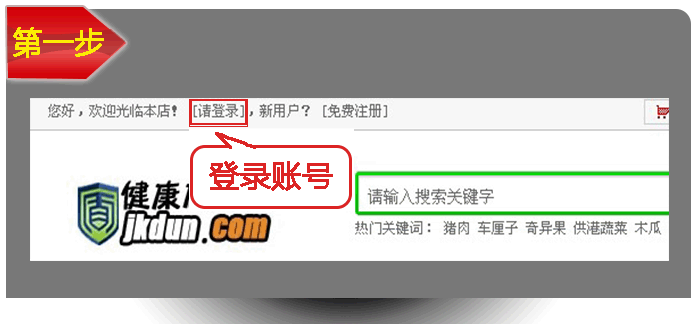 第一步
您好，欢迎光临本店！ [请登录]，新用户？ [免费注册]
登录账号
健康
jkdun.com
请输入搜索关键字
热门关键词： 猪肉 车厘子 奇异果 供港蔬菜 木瓜